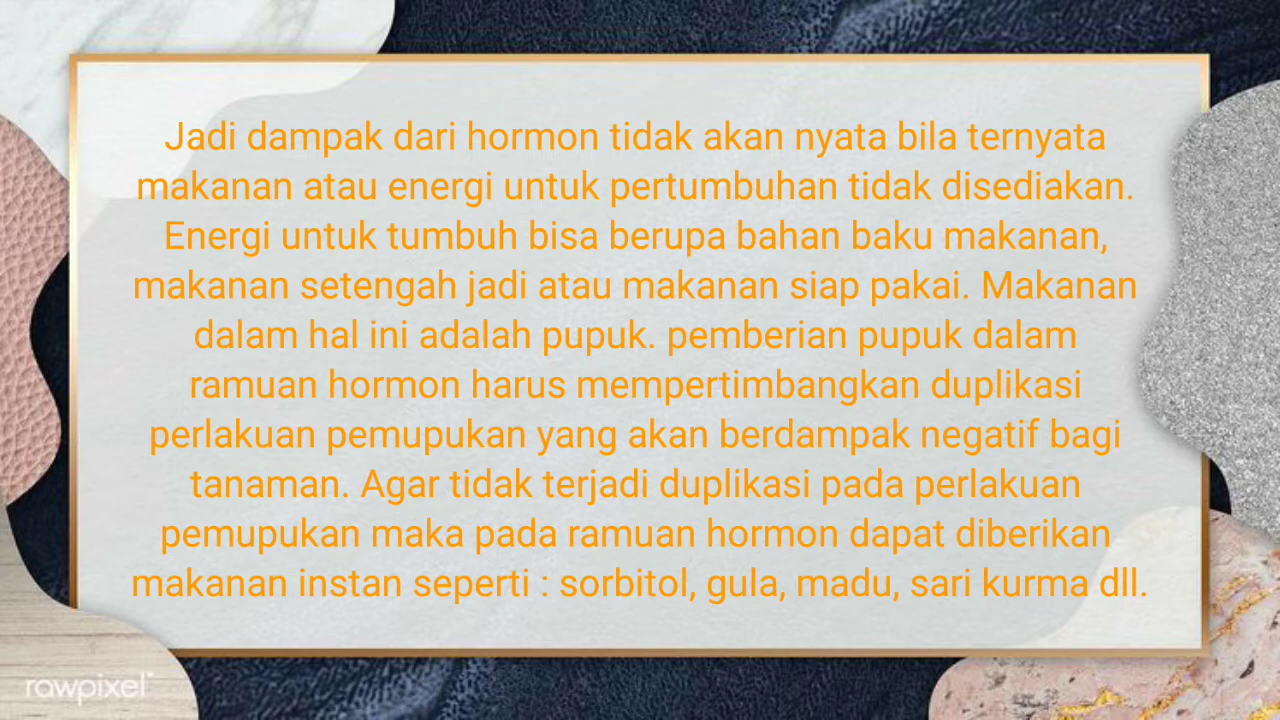 Jadi dampak dari hormon tidak akan nyata bila ternyata
makanan atau energi untuk pertumbuhan tidak disediakan.
Energi untuk tumbuh bisa berupa bahan baku makanan,
makanan setengah jadi atau makanan siap pakai. Makanan
dalam hal ini adalah pupuk. pemberian pupuk dalam
ramuan hormon harus mempertimbangkan duplikasi
perlakuan pemupukan yang akan berdampak negatif bagi
tanaman. Agar tidak terjadi duplikasi pada perlakuan
pemupukan maka pada ramuan hormon dapat diberikan
makanan instan seperti : sorbitol, gula, madu, sari kurma dll.
rawpixel